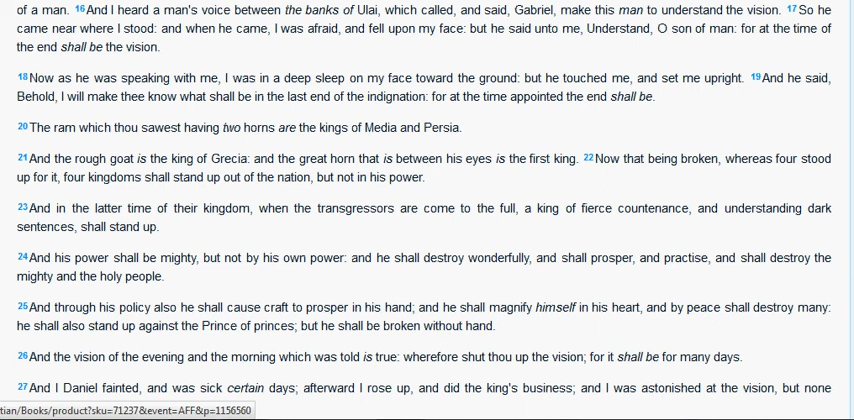 of a man. 16And I heard a man's voice between the banks of Ulai, which called, and said, Gabriel, make this man to understand the vision. 17So he
came near where I stood: and when he came, I was afraid, and fell upon my face: but he said unto me, Understand, O son of man: for at the time of
the end shall be the vision.
18Now as he was speaking with me, I was in a deep sleep on my face toward the ground: but he touched me, and set me upright. 19And he said,
Behold, I will make thee know what shall be in the last end of the indignation: for at the time appointed the end shall be.
20The ram which thou sawest having two horns are the kings of Media and Persia.
21And the rough goat is the king of Grecia: and the great horn that is between his eyes is the first king. 22Now that being broken, whereas four stood
up for it, four kingdoms shall stand up out of the nation, but not in his power.
23And in the latter time of their kingdom, when the transgressors are come to the full, a king of fierce countenance, and understanding dark
sentences, shall stand up.
24And his power shall be mighty, but not by his own power: and he shall destroy wonderfully, and shall prosper, and practise, and shall destroy the
mighty and the holy people.
25And through his policy also he shall cause craft to prosper in his hand; and he shall magnify himself in his heart, and by peace shall destroy many:
he shall also stand up against the Prince of princes; but he shall be broken without hand.
26And the vision of the evening and the morning which was told is true: wherefore shut thou up the vision; for it shall be for many days.
27And I Daniel fainted, and was sick certain days; afterward I rose up, and did the king's business; and I was astonished at the vision, but none
tian/Books/product?sku=71237&event=AFF&p=1156560